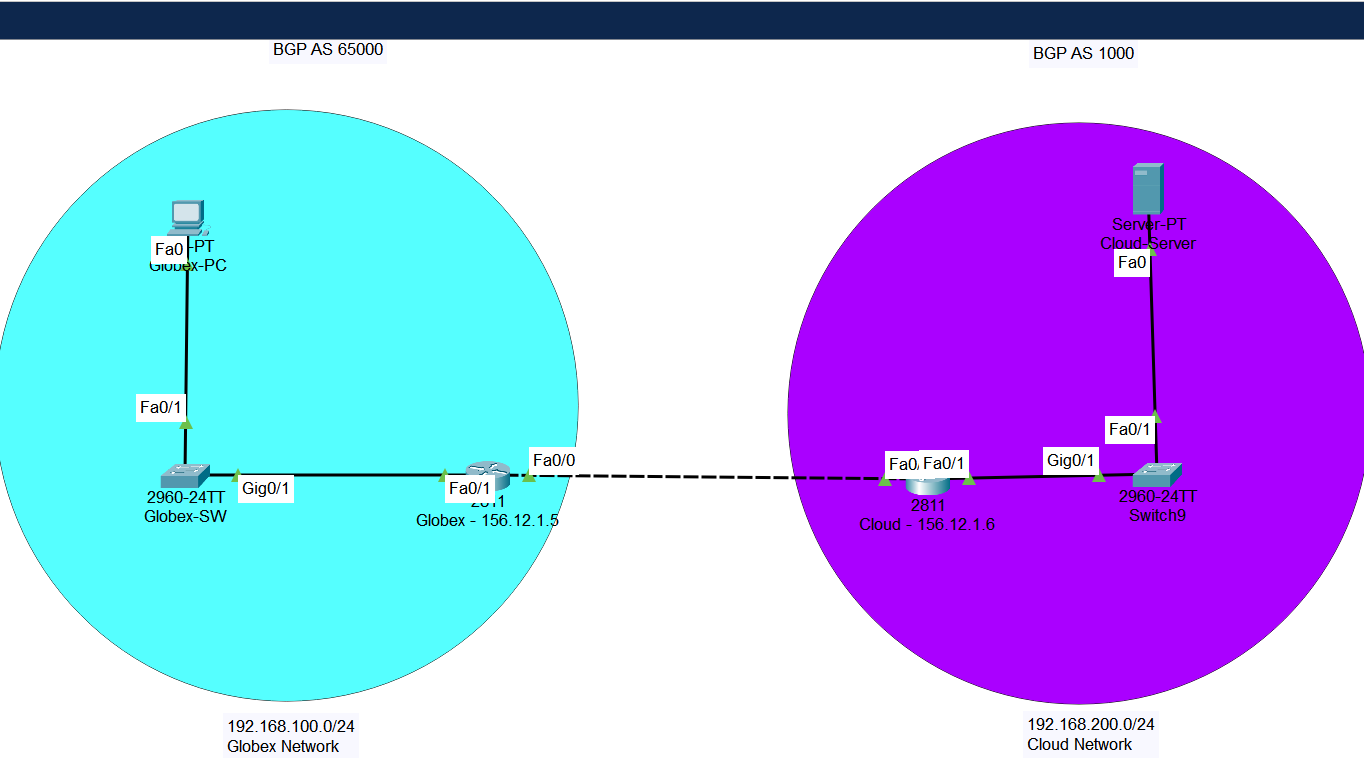 BGP AS 65000
BGP AS 1000
Server-PT
Cloud-Server
Fa0
-PT
Globex-PC
Fa0
Fa0/1
Fa0/1
Fa0/0
Fa0/
Fa0/1
Gig0/1
Gig0/1
Fa0/1
2960-24TT
Globex-SW
2811
Globex - 156.12.1.5
2811
Cloud - 156.12.1.6
2960-24TT
Switch9
192.168.100.0/24
Globex Network
192.168.200.0/24
Cloud Network